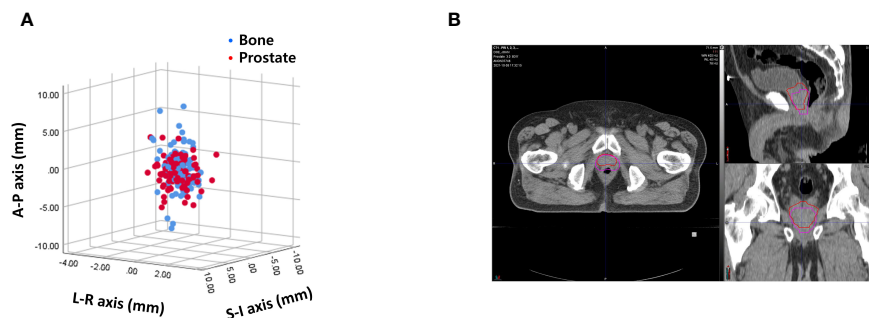 A
B
Bone
Prostate
10.00
5.00
.00
-5.00
-10.00
A-P axis (mm)
-4.00
-2.00
.00
2.00
L-R axis (mm)
10.00
5.00
.00
-5.00
-10.00
S-I axis (mm)